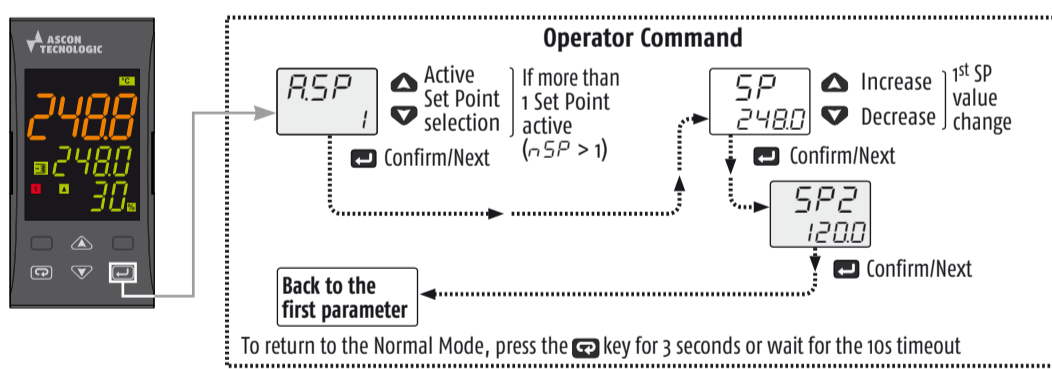 ASCON
TECNOLOGIC
°C
248.8
248.0
1
30 %
Operator Command
A.SP
1
Active
Set Point
selection
If more than
1 Set Point
active
(nSP > 1)
Confirm/Next
SP
248.0
Increase
Decrease
1st SP
value
change
Confirm/Next
SP2
120.0
Confirm/Next
Back to the
first parameter
To return to the Normal Mode, press the key for 3 seconds or wait for the 10s timeout